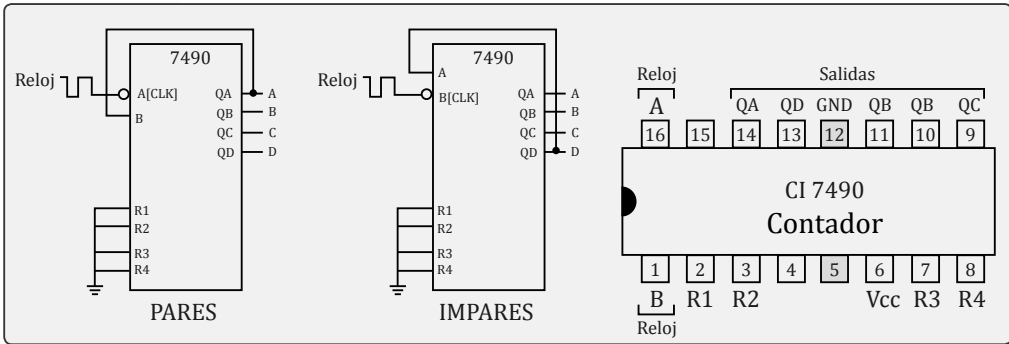 7490
Reloj
A[CLK]
B
QA A
QB B
QC C
QD D
R1
R2
R3
R4
PARES
7490
Reloj
A
B[CLK]
QA A
QB B
QC C
QD D
R1
R2
R3
R4
IMPARES
Reloj Salidas
A QA QD GND QB QB QC
16 15 14 13 12 11 10 9
CI 7490
Contador
1 2 3 4 5 6 7 8
B R1 R2 Vcc R3 R4
Reloj